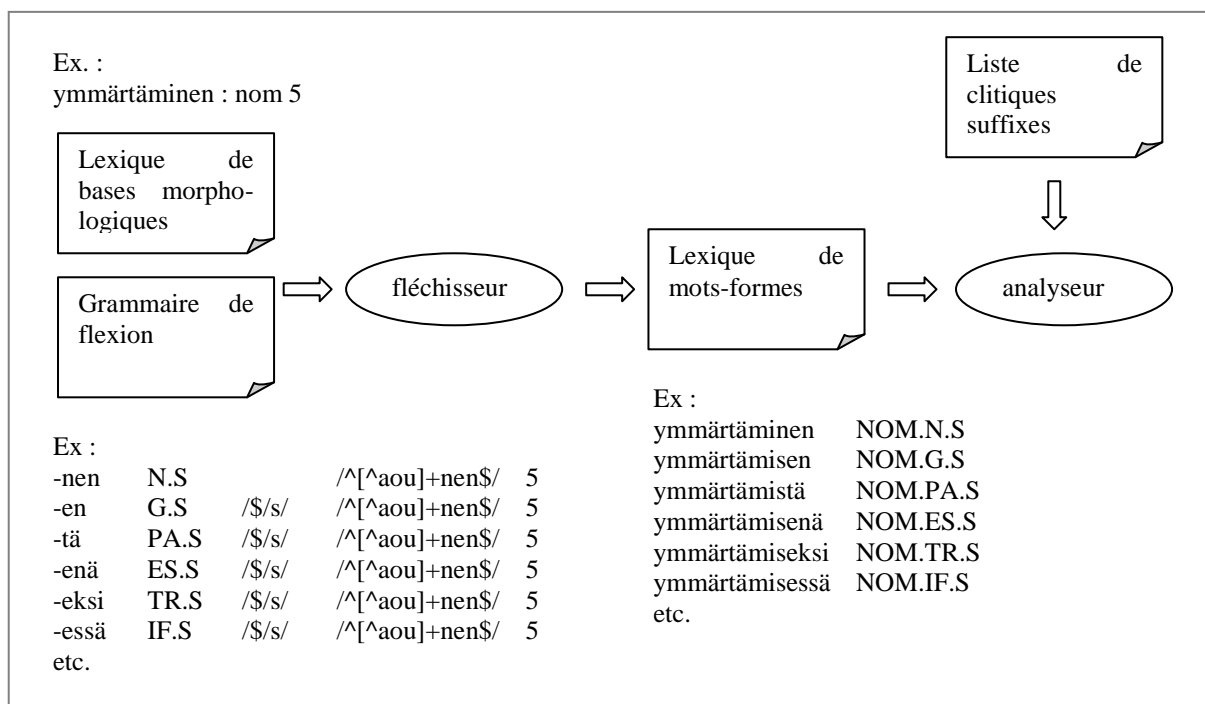 Ex. :
ymmärtäminen : nom 5
Lexique de
bases morpho-
logiques
Grammaire de
flexion
fléchisseur
Lexique de
mots-formes
Liste de
clitiques
suffixes
analyseur
Ex :
-nen N.S /^[^aou]+nen$/ 5
-en G.S /$/s/ /^[^aou]+nen$/ 5
-tä PA.S /$/s/ /^[^aou]+nen$/ 5
-enä ES.S /$/s/ /^[^aou]+nen$/ 5
-eksi TR.S /$/s/ /^[^aou]+nen$/ 5
-essä IF.S /$/s/ /^[^aou]+nen$/ 5
etc.
Ex :
ymmärtäminen NOM.N.S
ymmärtämisen NOM.G.S
ymmärtämistä NOM.PA.S
ymmärtämisenä NOM.ES.S
ymmärtämiseksi NOM.TR.S
ymmärtämisessä NOM.IF.S
etc.